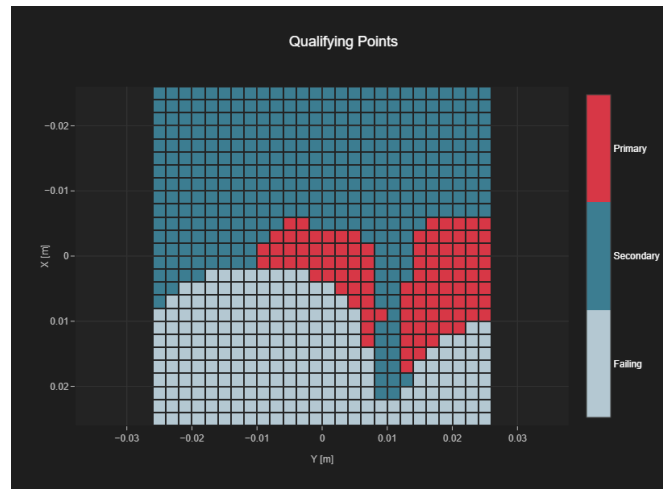 Qualifying Points
−0.02
−0.01
0
0.01
0.02
X [m]
−0.03
−0.02
−0.01
0
0.01
0.02
0.03
Y [m]
Primary
Secondary
Failing